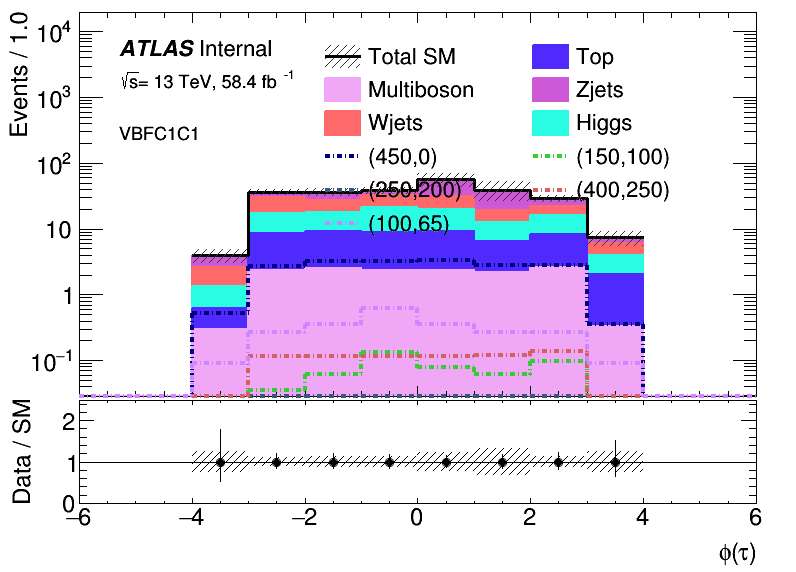 Events / 1.0
10⁴
10³
10²
10
1
10⁻¹
ATLAS Internal
√s= 13 TeV, 58.4 fb ⁻¹
VBFC1C1
Total SM
Top
Multiboson
Zjets
Wjets
Higgs
(450,0)
(150,100)
(250,200)
(400,250)
(100,65)
Data / SM
2
1
0
−6 −4 −2 0 2 4 6
ϕ(τ)